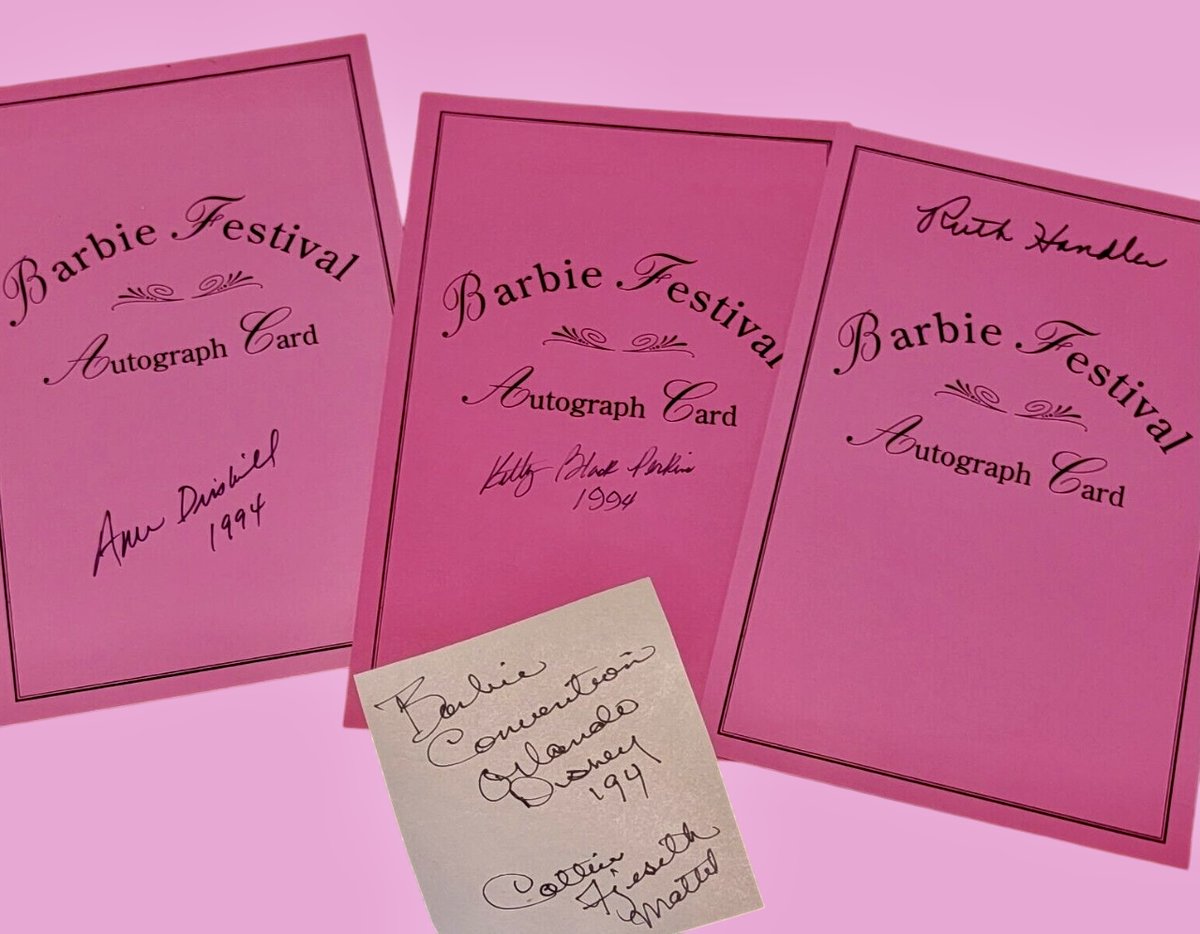 Barbie Festival
Autograph Card
Ann Driskill
1994
Barbie Festival
Autograph Card
Kitty Black Perkins
1994
Ruth Handler
Barbie Festival
Autograph Card
Barbie
Convention
Orlando
Disney
'94
Mattel